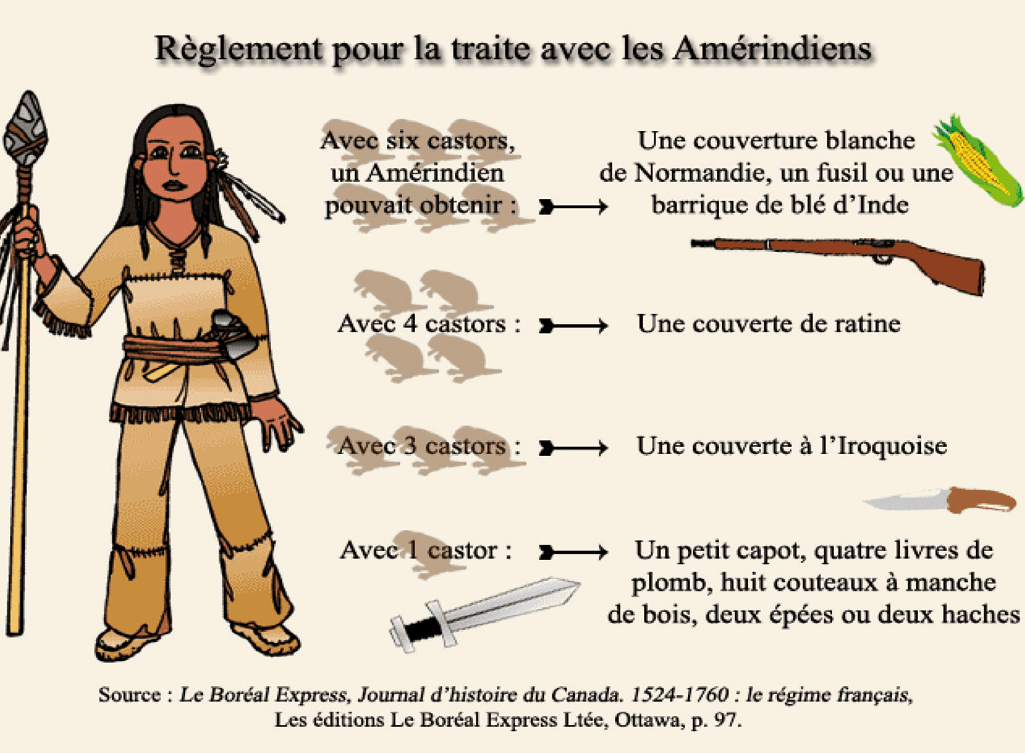 Règlement pour la traite avec les Amérindiens
Avec six castors,
un Amérindien
pouvait obtenir :
Une couverture blanche
de Normandie, un fusil ou une
barrique de blé d’Inde
Avec 4 castors :
Une couverte de ratine
Avec 3 castors :
Une couverte à l’Iroquoise
Avec 1 castor :
Un petit capot, quatre livres de
plomb, huit couteaux à manche
de bois, deux épées ou deux haches
Source : Le Boréal Express, Journal d’histoire du Canada. 1524-1760 : le régime français,
Les éditions Le Boréal Express Ltée, Ottawa, p. 97.